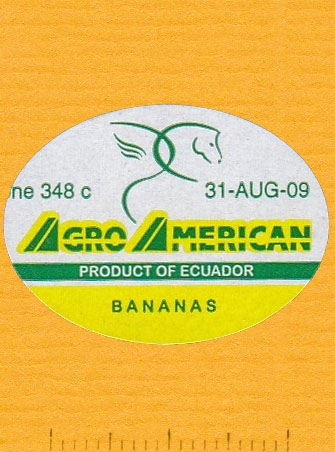 ne 348 c 31-AUG-09
AGRO AMERICAN
PRODUCT OF ECUADOR
BANANAS